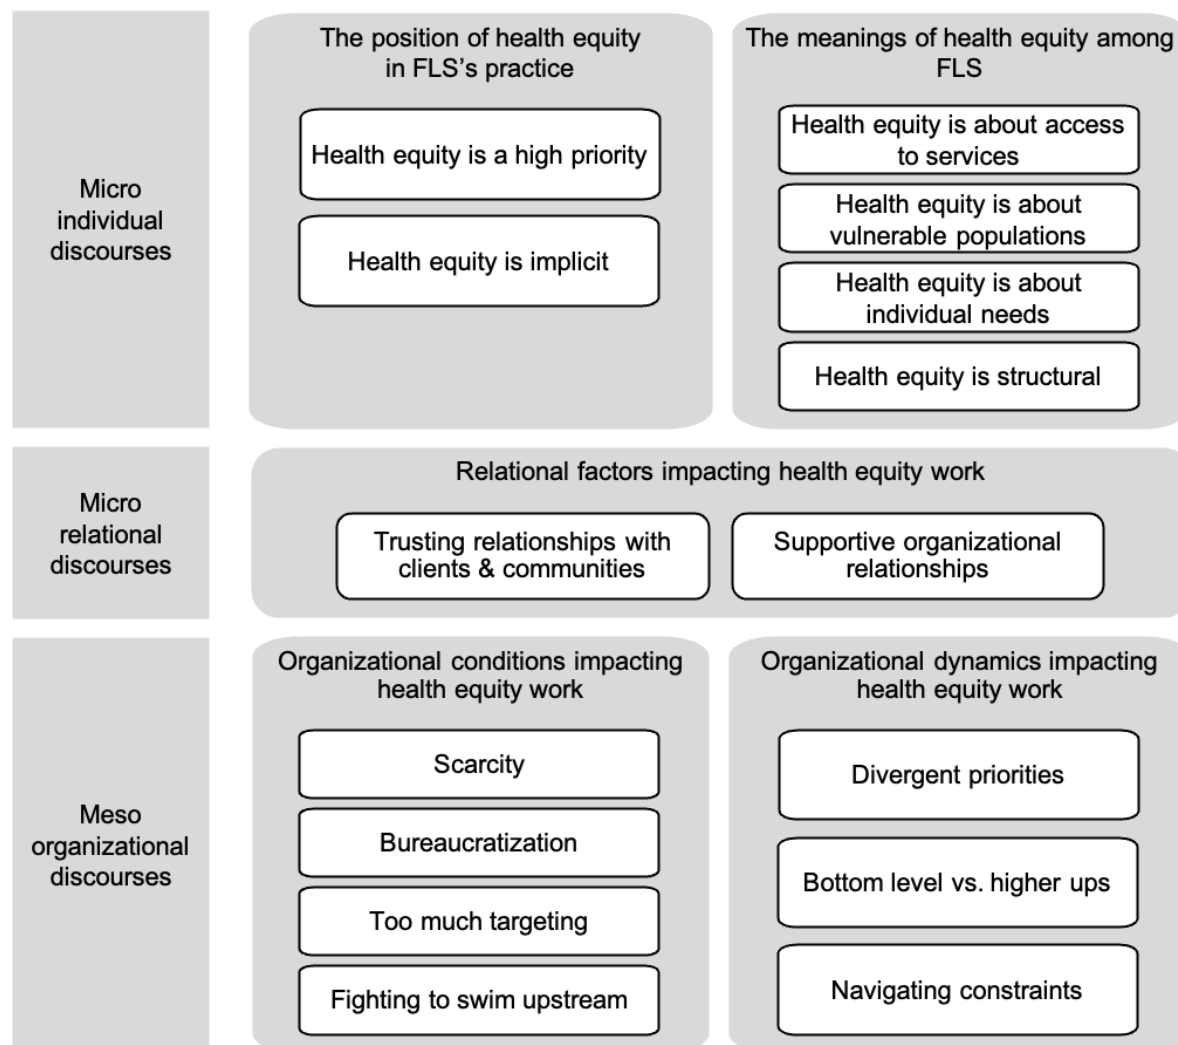 Micro
individual
discourses
The position of health equity
in FLS's practice
Health equity is a high priority
Health equity is implicit
The meanings of health equity among
FLS
Health equity is about access
to services
Health equity is about
vulnerable populations
Health equity is about
individual needs
Health equity is structural
Micro
relational
discourses
Relational factors impacting health equity work
Trusting relationships with
clients & communities
Supportive organizational
relationships
Meso
organizational
discourses
Organizational conditions impacting
health equity work
Scarcity
Bureaucratization
Too much targeting
Fighting to swim upstream
Organizational dynamics impacting
health equity work
Divergent priorities
Bottom level vs. higher ups
Navigating constraints